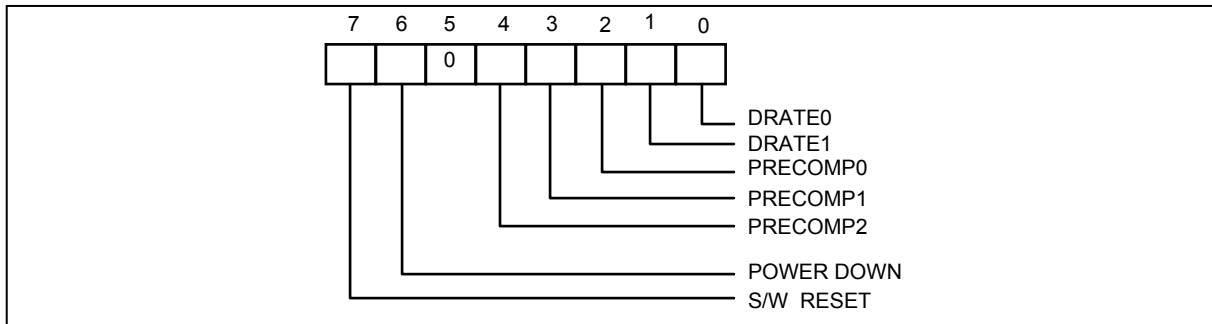 7 6 5 4 3 2 1 0
0
DRATE0
DRATE1
PRECOMP0
PRECOMP1
PRECOMP2
POWER DOWN
S/W RESET